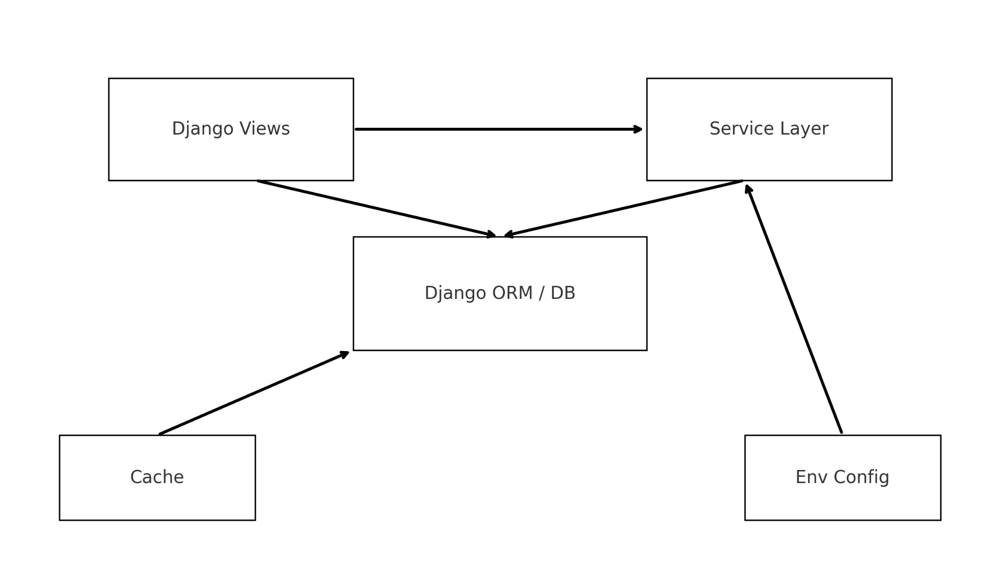 Django Views
Service Layer
Django ORM / DB
Cache
Env Config